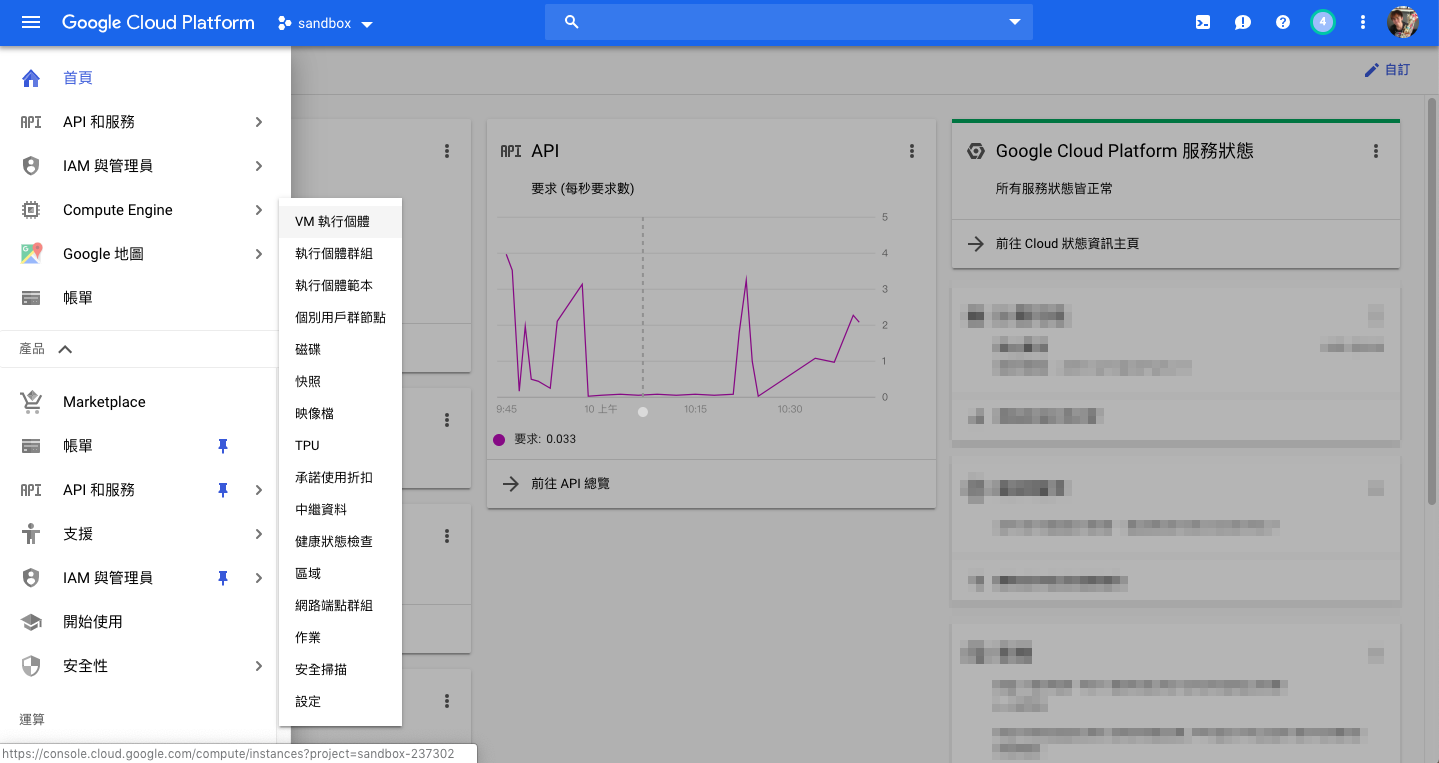 Google Cloud Platform
sandbox
4
首頁
API 和服務
IAM 與管理員
Compute Engine
Google 地圖
帳單
產品
Marketplace
帳單
API 和服務
支援
IAM 與管理員
開始使用
安全性
運算
VM 執行個體
執行個體群組
執行個體範本
個別用戶群節點
磁碟
快照
映像檔
TPU
承諾使用折扣
中繼資料
健康狀態檢查
區域
網路端點群組
作業
安全掃描
設定
自訂
API
API
要求 (每秒要求數)
5
4
3
2
1
0
9:45
10 上午
10:15
10:30
要求: 0.033
前往 API 總覽
Google Cloud Platform 服務狀態
所有服務狀態皆正常
前往 Cloud 狀態資訊主頁
https://console.cloud.google.com/compute/instances?project=sandbox-237302